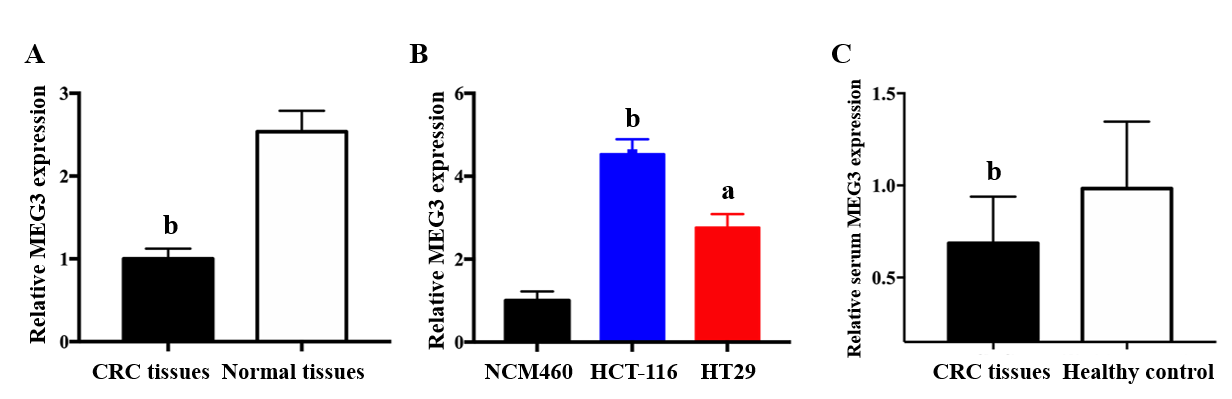 A
Relative MEG3 expression
3
2
1
0
b
CRC tissues Normal tissues
B
Relative MEG3 expression
6
4
2
0
b
a
NCM460 HCT-116 HT29
C
Relative serum MEG3 expression
1.5
1.0
0.5
b
CRC tissues Healthy control